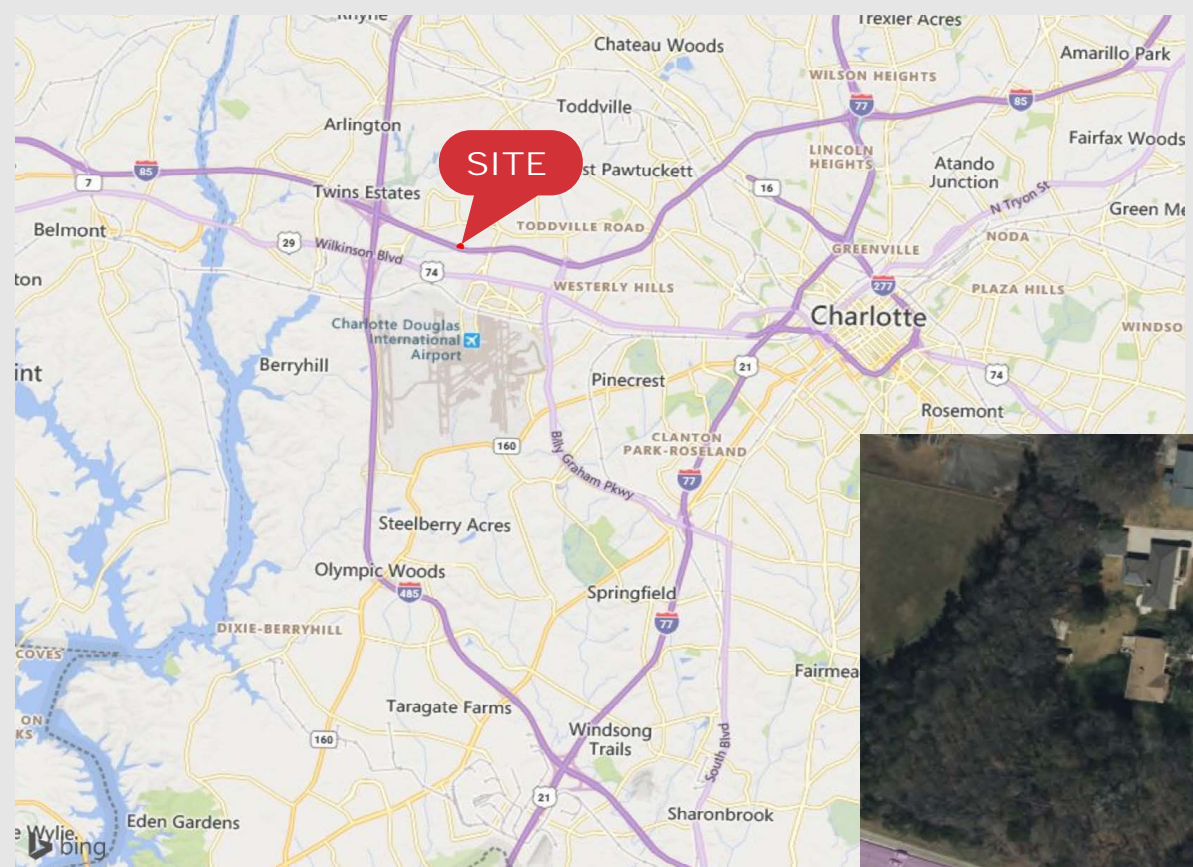 Rhyne
Trexler Acres
Chateau Woods
Amarillo Park
WILSON HEIGHTS
77
85
Toddville
Arlington
LINCOLN
HEIGHTS
Fairfax Woods
SITE
st Pawtuckett
Atando
Junction
85
7
Twins Estates
16
N Tryon St
Green Me
Belmont
TODDVILLE ROAD
29
Wilkinson Blvd
GREENVILLE
NODA
74
ton
WESTERLY HILLS
277
PLAZA HILLS
Charlotte
Charlotte Douglas
International
Airport
WINDSO
int
Berryhill
21
Pinecrest
74
Rosemont
160
CLANTON
PARK-ROSELAND
Billy Graham Pkwy
77
Steelberry Acres
Olympic Woods
485
Springfield
77
DIXIE-BERRYHILL
COVES
Fairmea
Taragate Farms
ON
KS
160
Windsong
Trails
South Blvd
21
Sharonbrook
Eden Gardens
e Wylie
bing